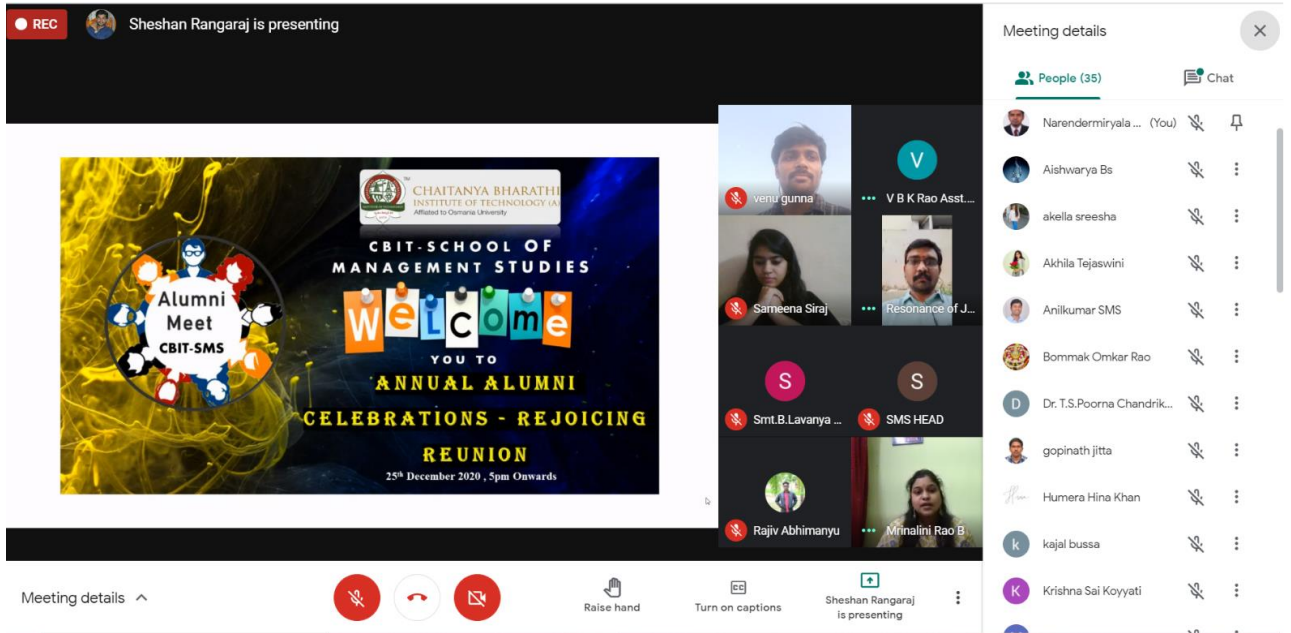 REC
Sheshan Rangaraj is presenting
CHAITANYA BHARATHI
INSTITUTE OF TECHNOLOGY (A)
Affliated to Osmania University
CBIT-SCHOOL OF
MANAGEMENT STUDIES
Alumni
Meet
CBIT-SMS
Welcome
YOU TO
ANNUAL ALUMNI
CELEBRATIONS - REJOICING
REUNION
25th December 2020 , 5pm Onwards
venu gunna
V
V B K Rao Asst....
Sameena Siraj
Resonance of J...
S
Smt.B.Lavanya ...
S
SMS HEAD
Rajiv Abhimanyu
Mrinalini Rao B
Meeting details
People (35)
Chat
Narendermiryala ... (You)
Aishwarya Bs
akella sreesha
Akhila Tejaswini
Anilkumar SMS
Bommak Omkar Rao
D
Dr. T.S.Poorna Chandrik...
gopinath jitta
Humera Hina Khan
k
kajal bussa
K
Krishna Sai Koyyati
Meeting details
Raise hand
CC
Turn on captions
Sheshan Rangaraj
is presenting